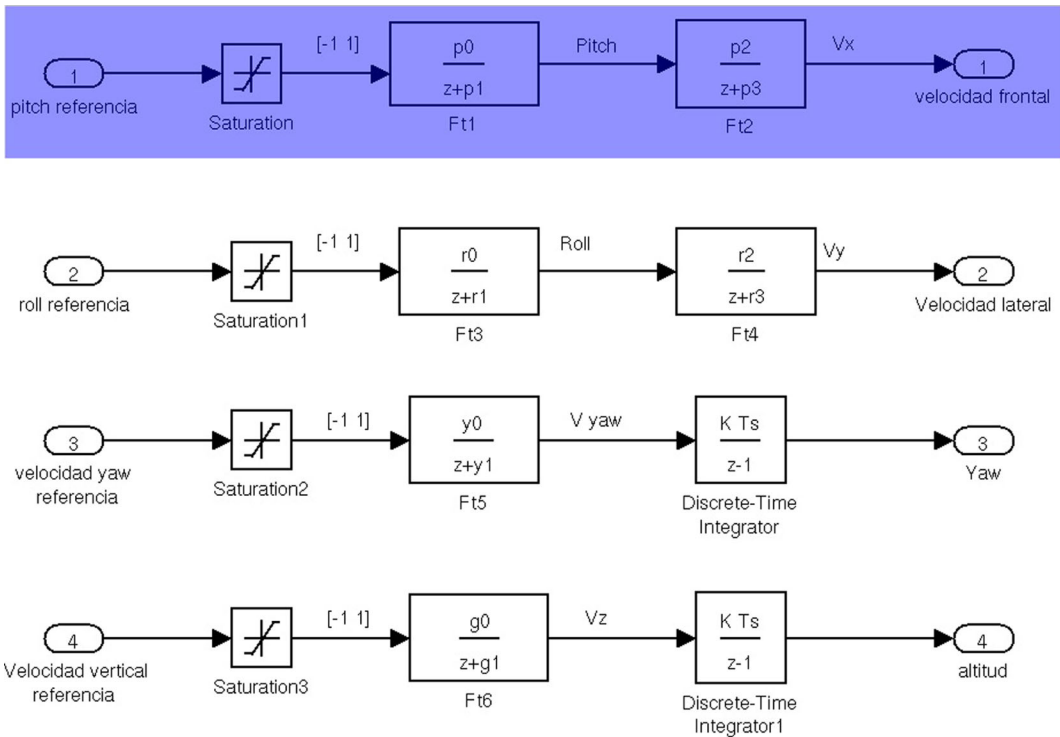 [-1 1]
p0
Pitch
p2
Vx
1
z+p1
z+p3
1
pitch referencia
Saturation
Ft1
Ft2
velocidad frontal
[-1 1]
r0
Roll
r2
Vy
2
z+r1
z+r3
2
roll referencia
Saturation1
Ft3
Ft4
Velocidad lateral
[-1 1]
y0
V yaw
K Ts
3
z+y1
z-1
3
velocidad yaw
referencia
Saturation2
Ft5
Discrete-Time
Integrator
Yaw
[-1 1]
g0
Vz
K Ts
4
z+g1
z-1
4
Velocidad vertical
referencia
Saturation3
Ft6
Discrete-Time
Integrator1
altitud